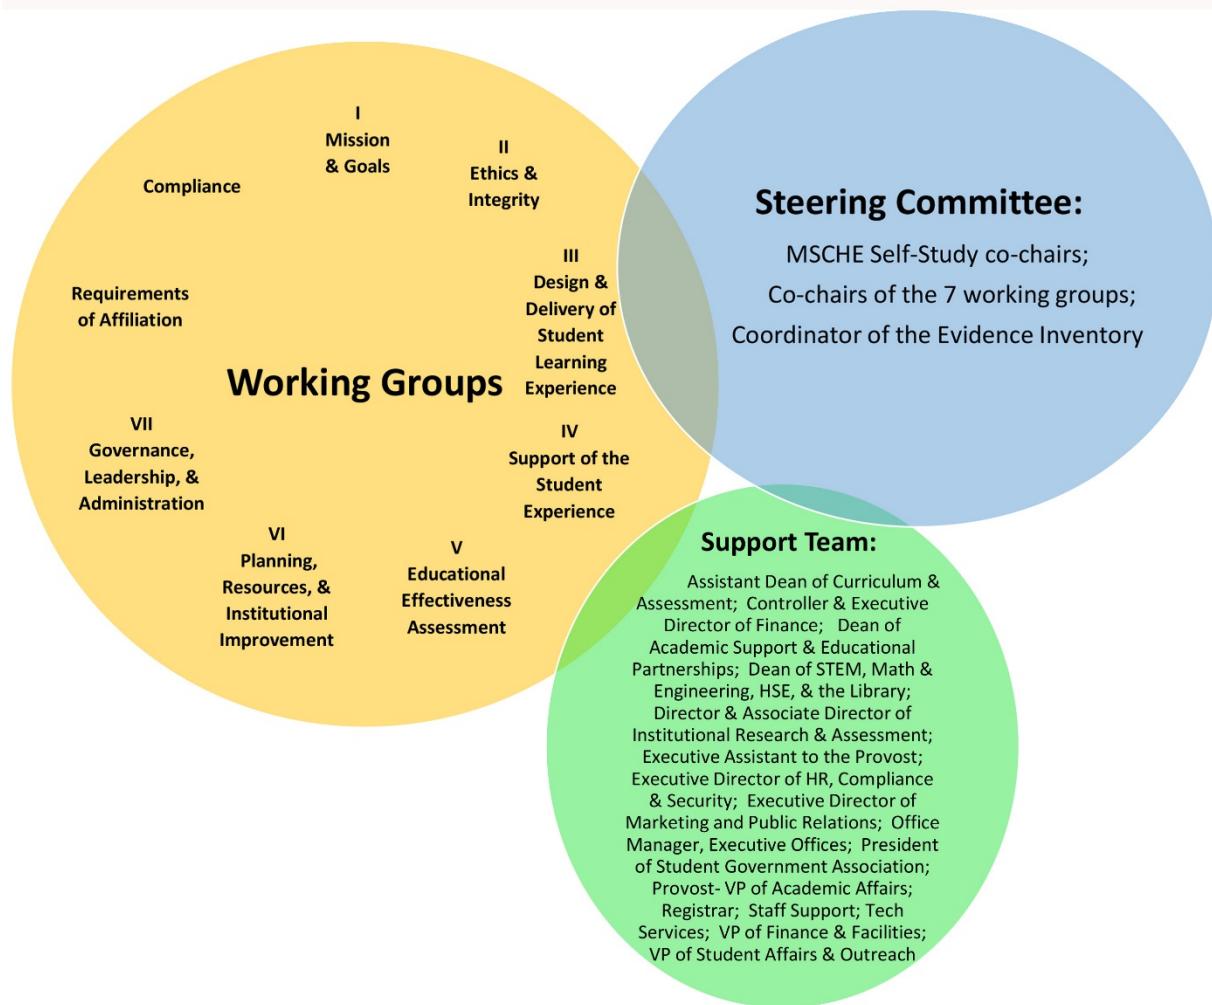 I
Mission
& Goals
II
Ethics &
Integrity
III
Design &
Delivery of
Student
Learning
Experience
IV
Support of the
Student
Experience
V
Educational
Effectiveness
Assessment
VI
Planning,
Resources, &
Institutional
Improvement
VII
Governance,
Leadership, &
Administration
Requirements
of Affiliation
Compliance
Working Groups
Steering Committee:
MSCHE Self-Study co-chairs;
Co-chairs of the 7 working groups;
Coordinator of the Evidence Inventory
Support Team:
Assistant Dean of Curriculum &
Assessment; Controller & Executive
Director of Finance; Dean of
Academic Support & Educational
Partnerships; Dean of STEM, Math &
Engineering, HSE, & the Library;
Director & Associate Director of
Institutional Research & Assessment;
Executive Assistant to the Provost;
Executive Director of HR, Compliance
& Security; Executive Director of
Marketing and Public Relations; Office
Manager, Executive Offices; President
of Student Government Association;
Provost- VP of Academic Affairs;
Registrar; Staff Support; Tech
Services; VP of Finance & Facilities;
VP of Student Affairs & Outreach